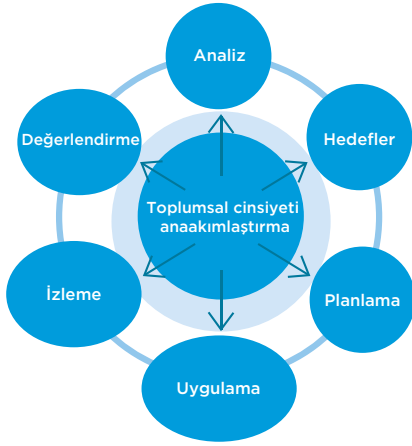 Analiz
Hedefler
Planlama
Uygulama
İzleme
Değerlendirme
Toplumsal cinsiyeti
anaakımlaştırma